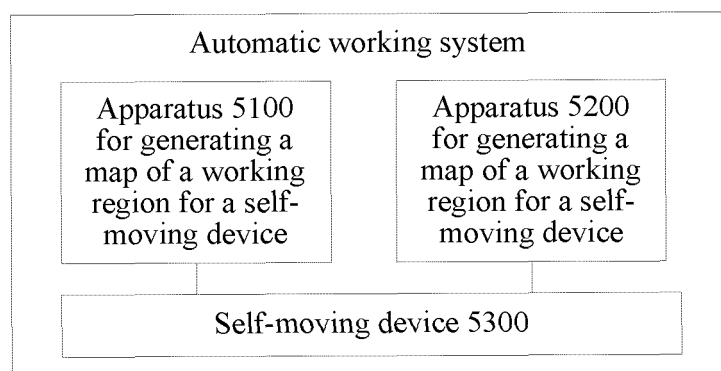 Automatic working system
Apparatus 5100
for generating a
map of a working
region for a self-
moving device
Apparatus 5200
for generating a
map of a working
region for a self-
moving device
Self-moving device 5300